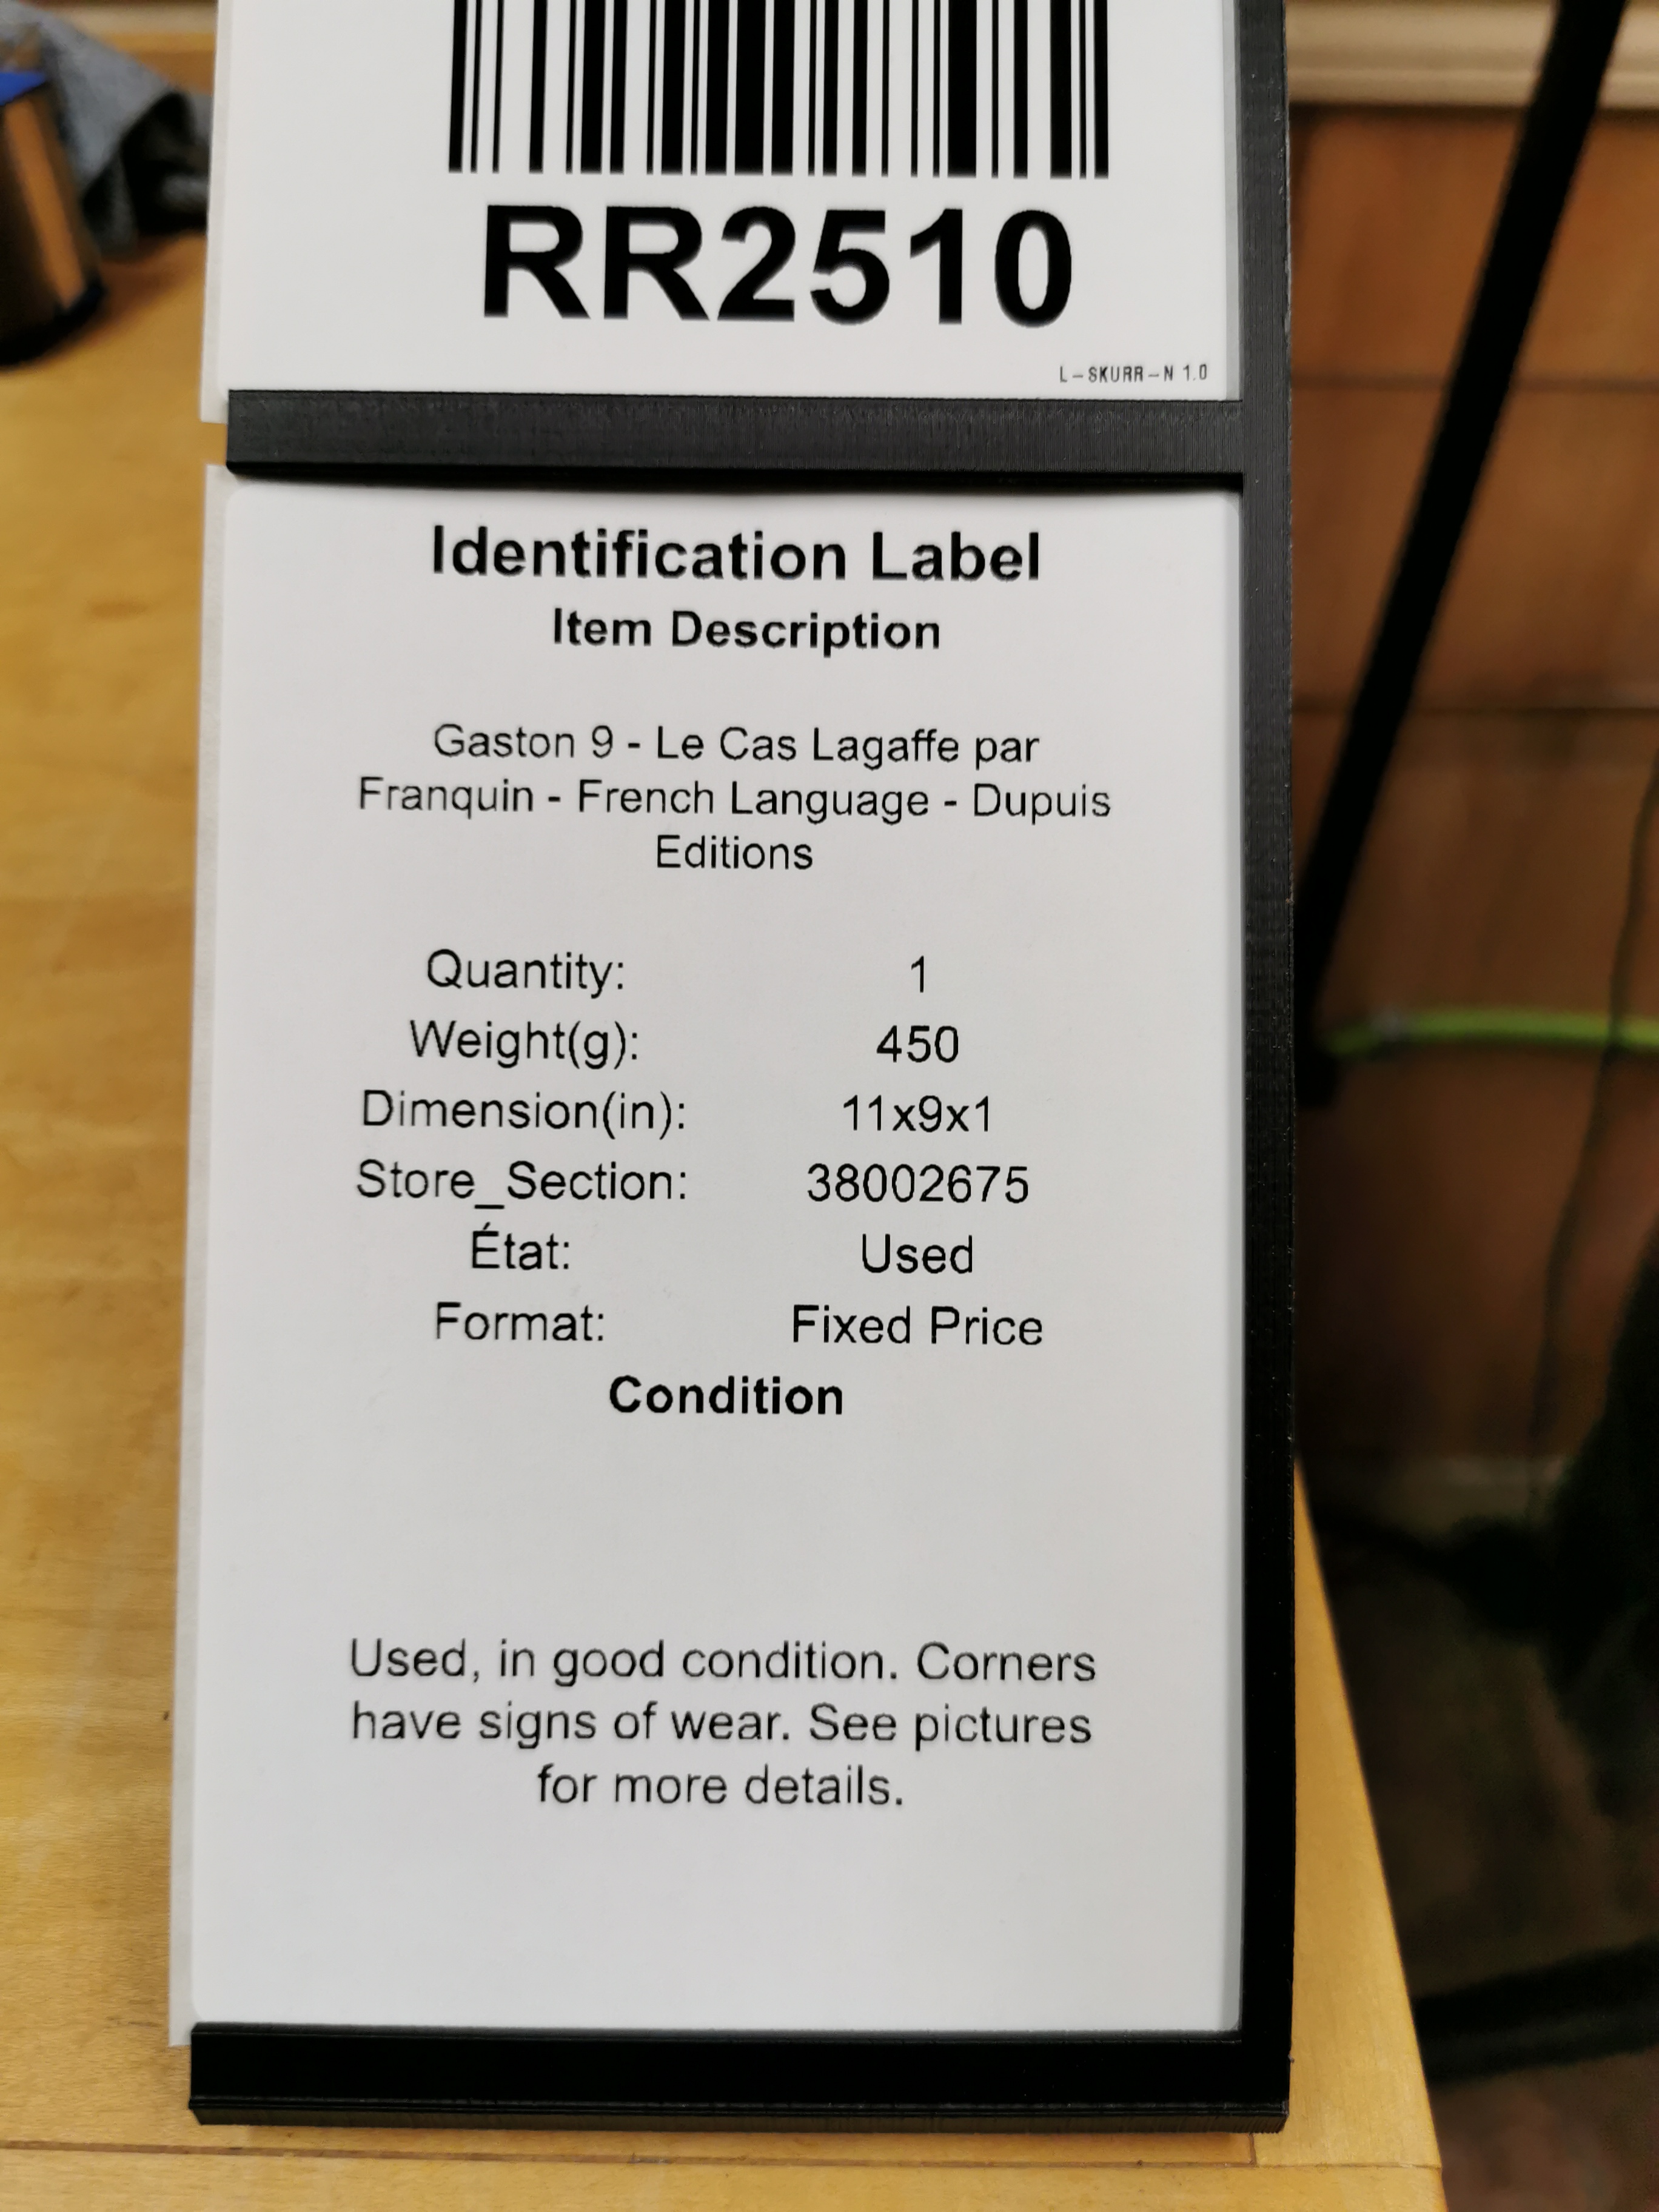 RR2510
L-SKURR-N 1.0
Identification Label
Item Description
Gaston 9 - Le Cas Lagaffe par
Franquin - French Language - Dupuis
Editions
Quantity: 1
Weight(g): 450
Dimension(in): 11x9x1
Store_Section: 38002675
État: Used
Format: Fixed Price
Condition
Used, in good condition. Corners
have signs of wear. See pictures
for more details.